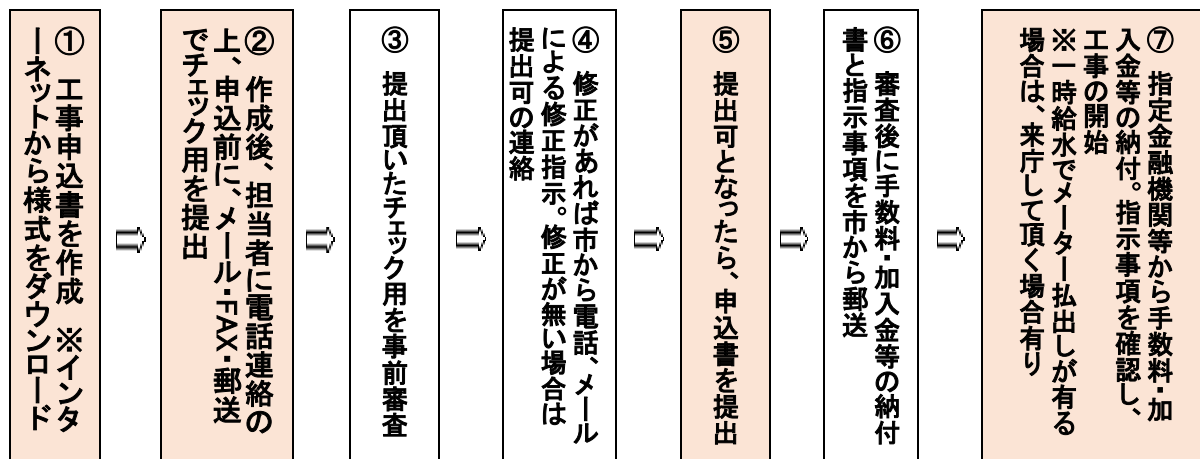 ① 工事申込書を作成 ※インタ
ーネットから様式をダウンロード
② 作成後、担当者に電話連絡の
上、申込前に、メール・FAX・郵送
でチェック用を提出
③ 提出頂いたチェック用を事前審査
④ 修正があれば市から電話、メール
による修正指示。修正が無い場合は
提出可の連絡
⑤ 提出可となったら、申込書を提出
⑥ 審査後に手数料・加入金等の納付
書と指示事項を市から郵送
⑦ 指定金融機関等から手数料・加
入金等の納付。指示事項を確認し、
工事の開始
※一時給水でメーター払出しが有る
場合は、来庁して頂く場合有り